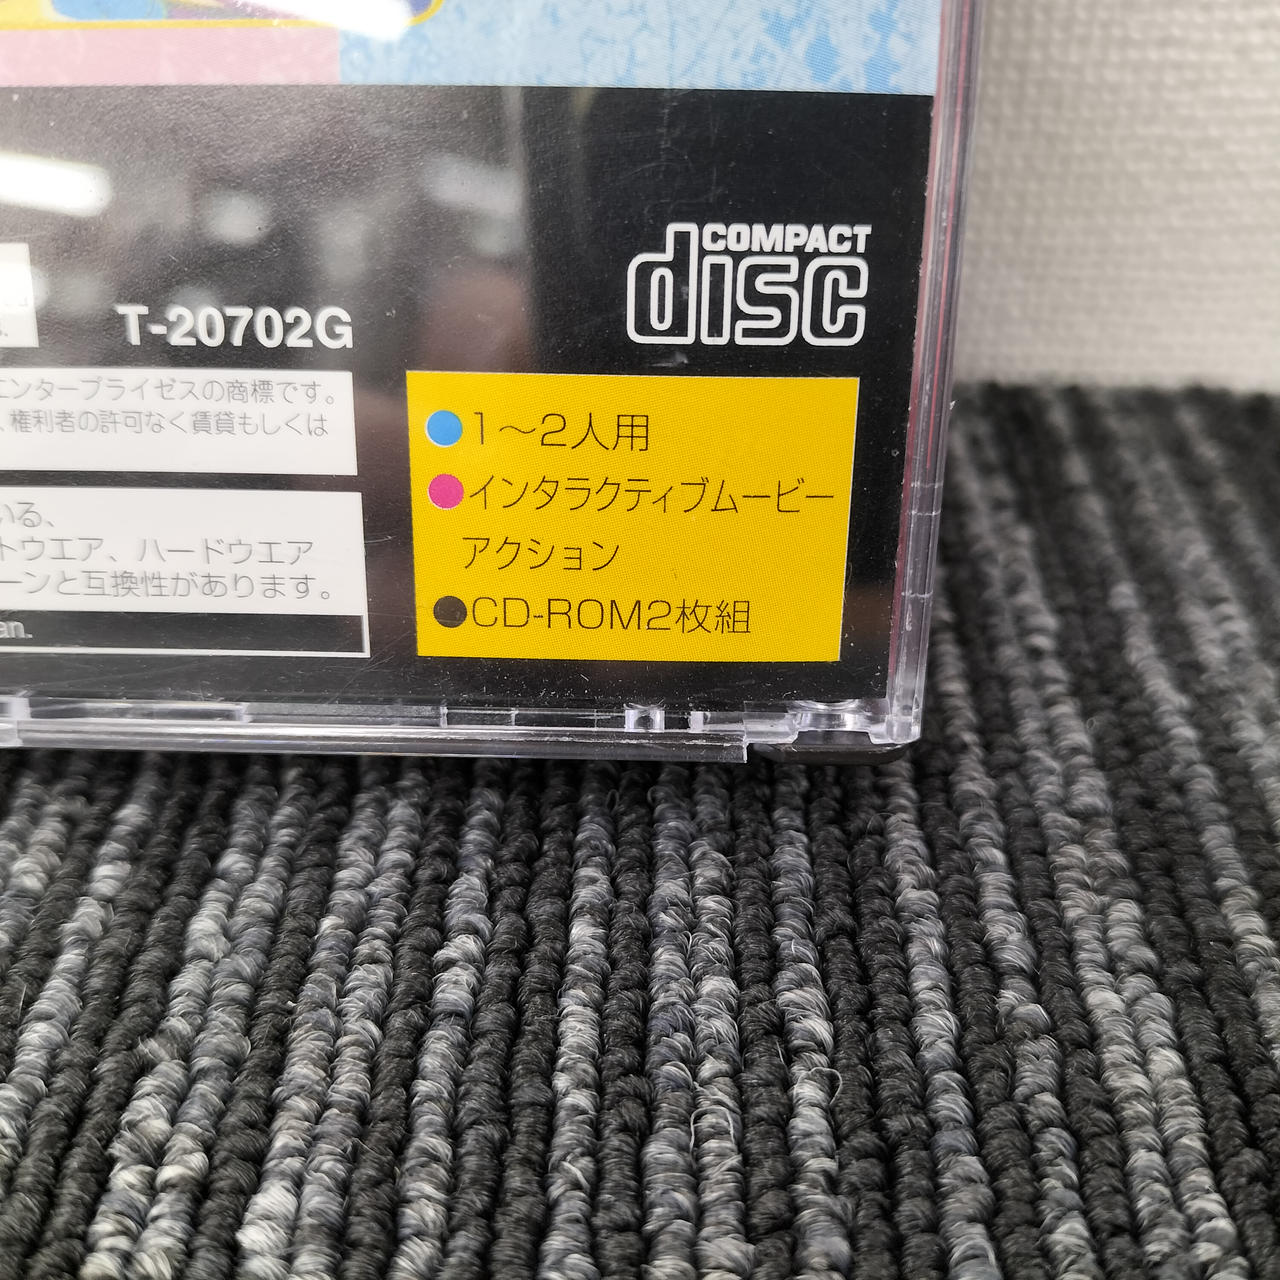 COMPACT
disc
T-20702G
エンタープライゼスの商標です。
、権利者の許可なく賃貸もしくは
いる、
トウエア、ハードウエア
ーンと互換性があります。
an.
1～2人用
インタラクティブムービー
アクション
CD-ROM2枚組